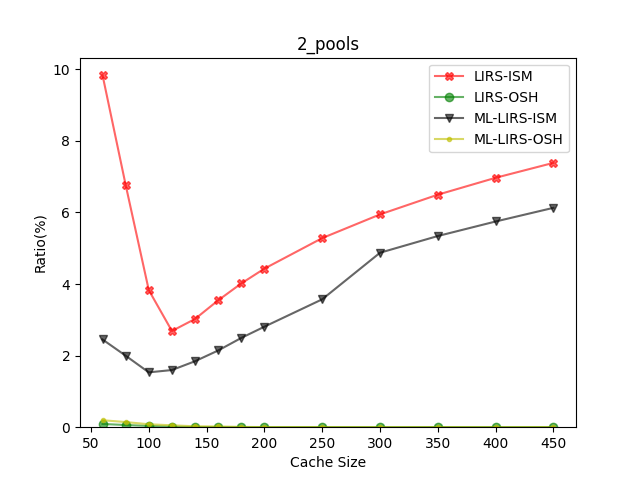 2_pools
10
8
6
4
2
0
Ratio(%)
50
100
150
200
250
300
350
400
450
Cache Size
LIRS-ISM
LIRS-OSH
ML-LIRS-ISM
ML-LIRS-OSH